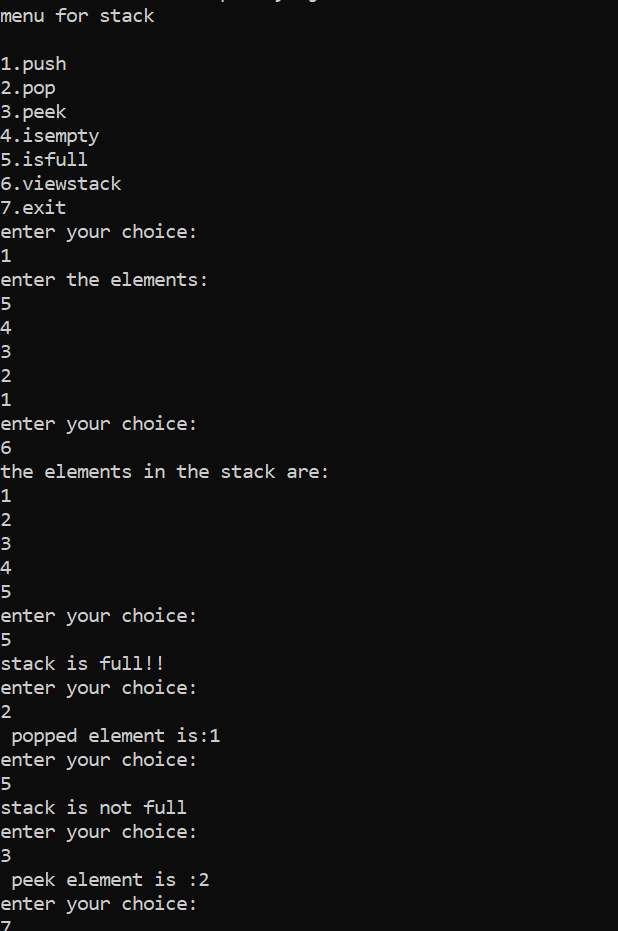 menu for stack
1.push
2.pop
3.peek
4.isempty
5.isfull
6.viewstack
7.exit
enter your choice:
1
enter the elements:
5
4
3
2
1
enter your choice:
6
the elements in the stack are:
1
2
3
4
5
enter your choice:
5
stack is full!!
enter your choice:
2
popped element is:1
enter your choice:
5
stack is not full
enter your choice:
3
peek element is :2
enter your choice:
7